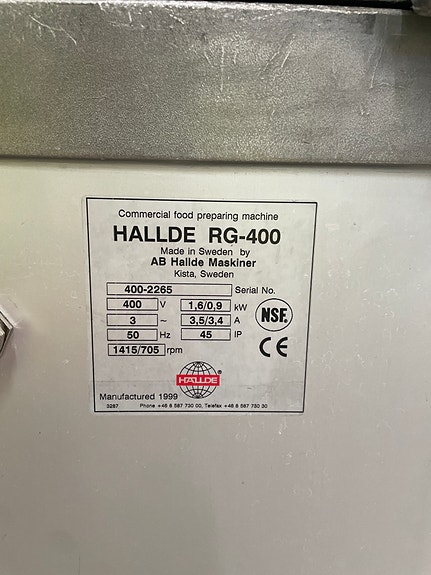 Commercial food preparing machine
HALLDE RG-400
Made in Sweden by
AB Hallde Maskiner
Kista, Sweden
400-2265 Serial No.
400 V 1,6/0,9 kW
3 ~ 3,5/3,4 A
50 Hz 45 IP
1415/705 rpm
NSF.
CE
HALLDE
Manufactured 1999
3287 Phone +46 8 587 730 00, Telefax +46 8 587 730 30